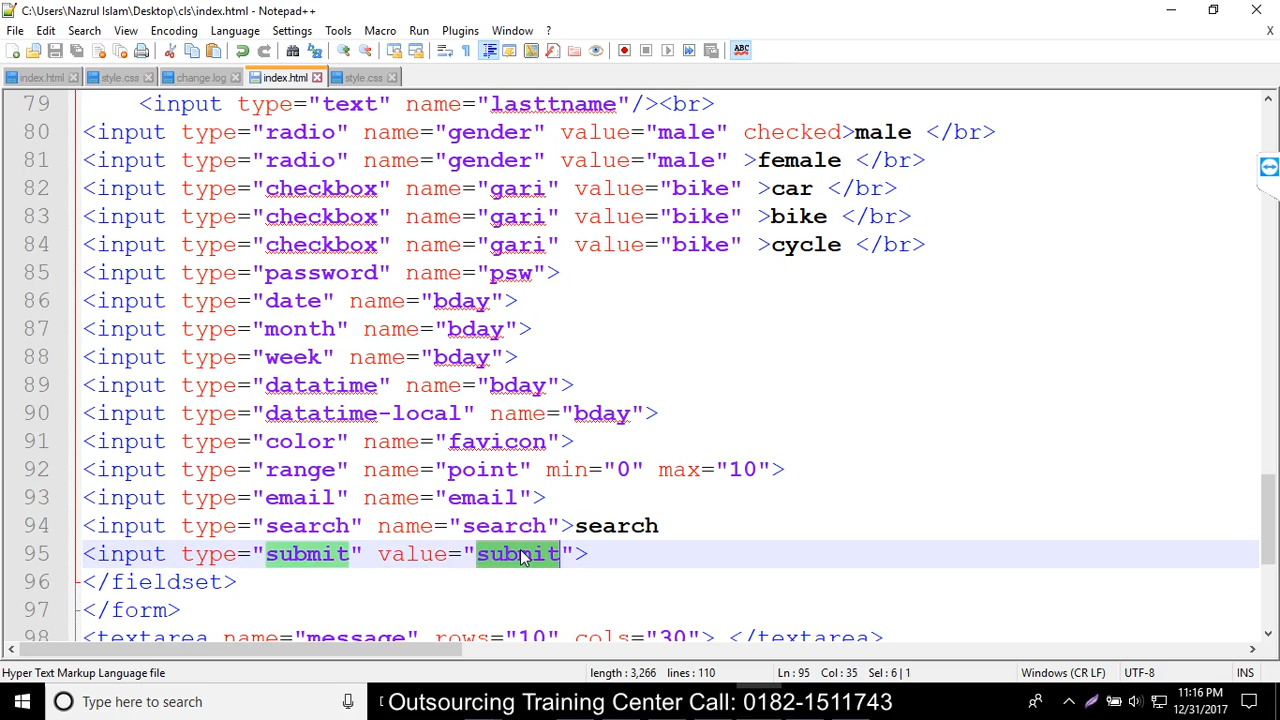 C:\Users\Nazrul Islam\Desktop\cls\index.html - Notepad++
File Edit Search View Encoding Language Settings Tools Macro Run Plugins Window ? X
ABC
index.html style.css change.log index.html style.css
79 <input type="text" name="lasttname"/><br>
80 <input type="radio" name="gender" value="male" checked>male </br>
81 <input type="radio" name="gender" value="male" >female </br>
82 <input type="checkbox" name="gari" value="bike" >car </br>
83 <input type="checkbox" name="gari" value="bike" >bike </br>
84 <input type="checkbox" name="gari" value="bike" >cycle </br>
85 <input type="password" name="psw">
86 <input type="date" name="bday">
87 <input type="month" name="bday">
88 <input type="week" name="bday">
89 <input type="datatime" name="bday">
90 <input type="datatime-local" name="bday">
91 <input type="color" name="favicon">
92 <input type="range" name="point" min="0" max="10">
93 <input type="email" name="email">
94 <input type="search" name="search">search
95 <input type="submit" value="submit">
96 </fieldset>
97 </form>
98 <textarea name="message" rows="10" cols="30"> </textarea>
Hyper Text Markup Language file length : 3,266 lines : 110 Ln : 95 Col : 35 Sel : 6 | 1 Windows (CR LF) UTF-8 INS
Type here to search
[ Outsourcing Training Center Call: 0182-1511743
11:16 PM
12/31/2017